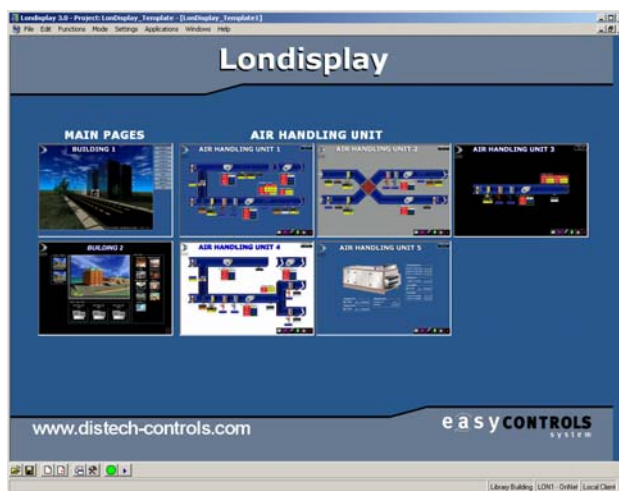 Londisplay 3.0 - Project: LonDisplay_Template - [LonDisplay_Template1]
File Edit Functions Mode Settings Applications Windows Help
Londisplay
MAIN PAGES AIR HANDLING UNIT
BUILDING 1 AIR HANDLING UNIT 1 AIR HANDLING UNIT 2 AIR HANDLING UNIT 3
BUILDING 2 AIR HANDLING UNIT 4 AIR HANDLING UNIT 5
www.distech-controls.com
easyCONTROLS
system
Library Building LON1 - OnNet Local Client